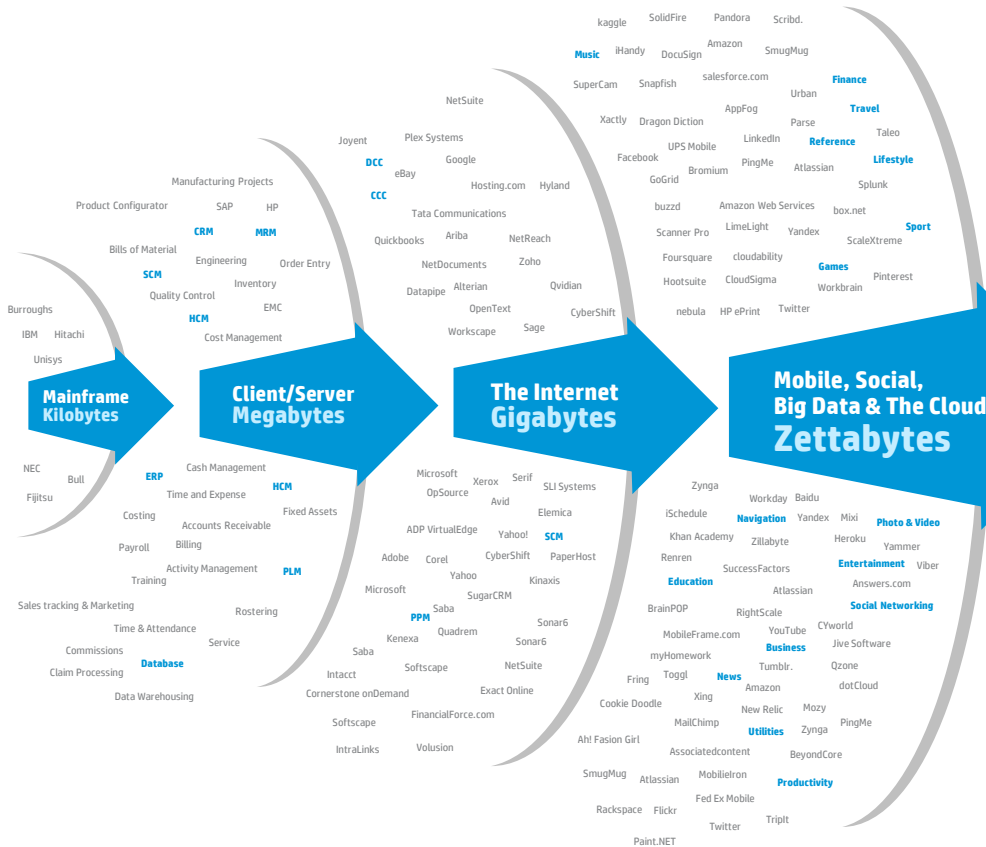 Burroughs
IBM Hitachi
Unisys
Mainframe
Kilobytes
NEC
Bull
Fijitsu
Manufacturing Projects
Product Configurator SAP HP
CRM MRM
Bills of Material
Engineering Order Entry
SCM
Inventory
Quality Control
EMC
HCM
Cost Management
Client/Server
Megabytes
Cash Management
ERP
HCM
Time and Expense
Fixed Assets
Costing
Accounts Receivable
Payroll Billing
Activity Management PLM
Training
Sales tracking & Marketing
Rostering
Time & Attendance
Service
Commissions
Database
Claim Processing
Data Warehousing
NetSuite
Joyent Plex Systems
DCC Google
eBay
Hosting.com Hyland
CCC
Tata Communications
Quickbooks Ariba NetReach
NetDocuments Zoho
Datapipe Alterian Qvidian
OpenText CyberShift
Workscape Sage
The Internet
Gigabytes
Microsoft Xerox Serif
SLI Systems
OpSource
Avid
Elemica
ADP VirtualEdge Yahoo! SCM
Adobe Corel CyberShift PaperHost
Yahoo Kinaxis
Microsoft SugarCRM
Saba
PPM
Sonar6
Quadrem
Kenexa Sonar6
Saba
Softscape NetSuite
Intacct
Cornerstone onDemand Exact Online
FinancialForce.com
Softscape
IntraLinks Volusion
kaggle SolidFire Pandora Scribd.
Music iHandy DocuSign Amazon SmugMug
SuperCam Snapfish salesforce.com Finance
Urban
AppFog Travel
Xactly Dragon Diction Parse
LinkedIn Reference Taleo
UPS Mobile
Facebook PingMe Lifestyle
Bromium Atlassian
GoGrid Splunk
buzzd Amazon Web Services box.net
Scanner Pro LimeLight Yandex Sport
ScaleXtreme
Foursquare cloudability
Games
Hootsuite CloudSigma Pinterest
Workbrain
nebula HP ePrint Twitter
Mobile, Social,
Big Data & The Cloud
Zettabytes
Zynga
Workday Baidu
iSchedule Navigation Yandex Mixi Photo & Video
Khan Academy Zillabyte Heroku
Yammer
Renren SuccessFactors Entertainment Viber
Education Answers.com
Atlassian
BrainPOP RightScale Social Networking
YouTube CYworld
MobileFrame.com
Business Jive Software
myHomework
Tumblr. Qzone
Fring Toggl News
Amazon dotCloud
Xing
Cookie Doodle
New Relic Mozy
MailChimp PingMe
Utilities Zynga
Ah! Fasion Girl
Associatedcontent BeyondCore
SmugMug Atlassian MobilieIron
Productivity
Fed Ex Mobile
Rackspace Flickr
Twitter TripIt
Paint.NET